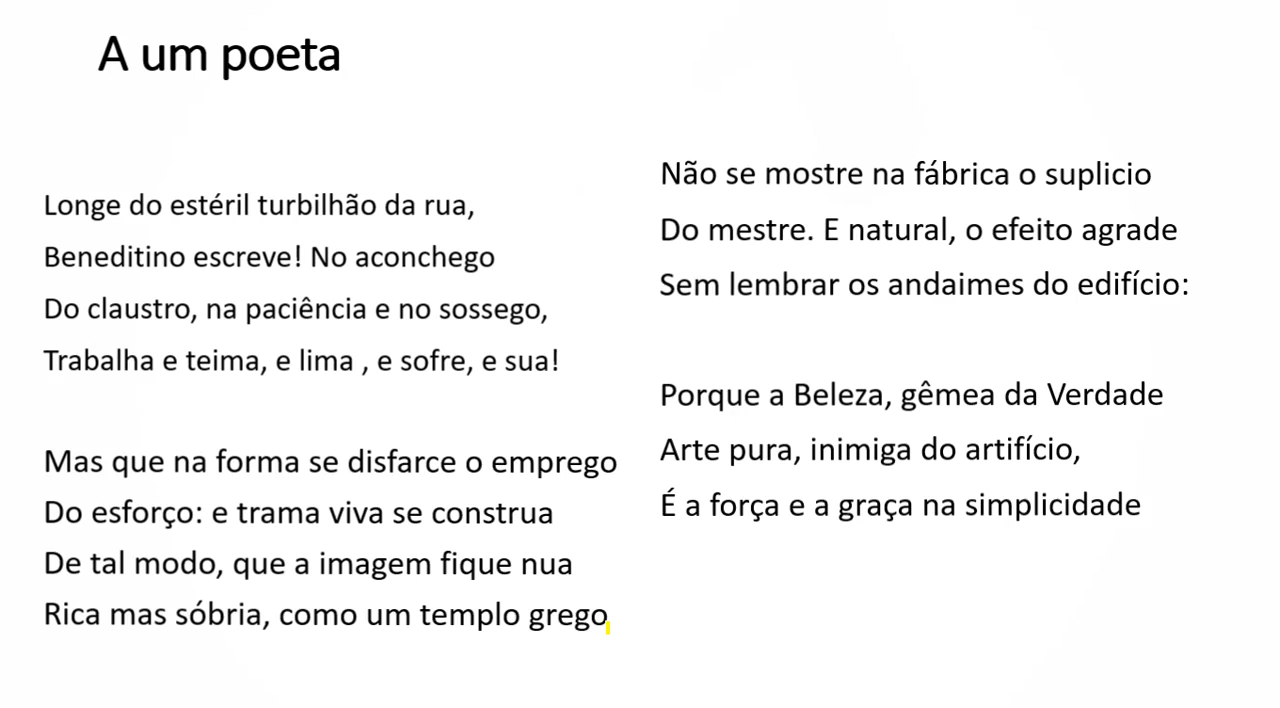 A um poeta
Longe do estéril turbilhão da rua,
Beneditino escreve! No aconchego
Do claustro, na paciência e no sossego,
Trabalha e teima, e lima , e sofre, e sua!
Mas que na forma se disfarce o emprego
Do esforço: e trama viva se construa
De tal modo, que a imagem fique nua
Rica mas sóbria, como um templo grego
Não se mostre na fábrica o suplicio
Do mestre. E natural, o efeito agrade
Sem lembrar os andaimes do edifício:
Porque a Beleza, gêmea da Verdade
Arte pura, inimiga do artifício,
É a força e a graça na simplicidade